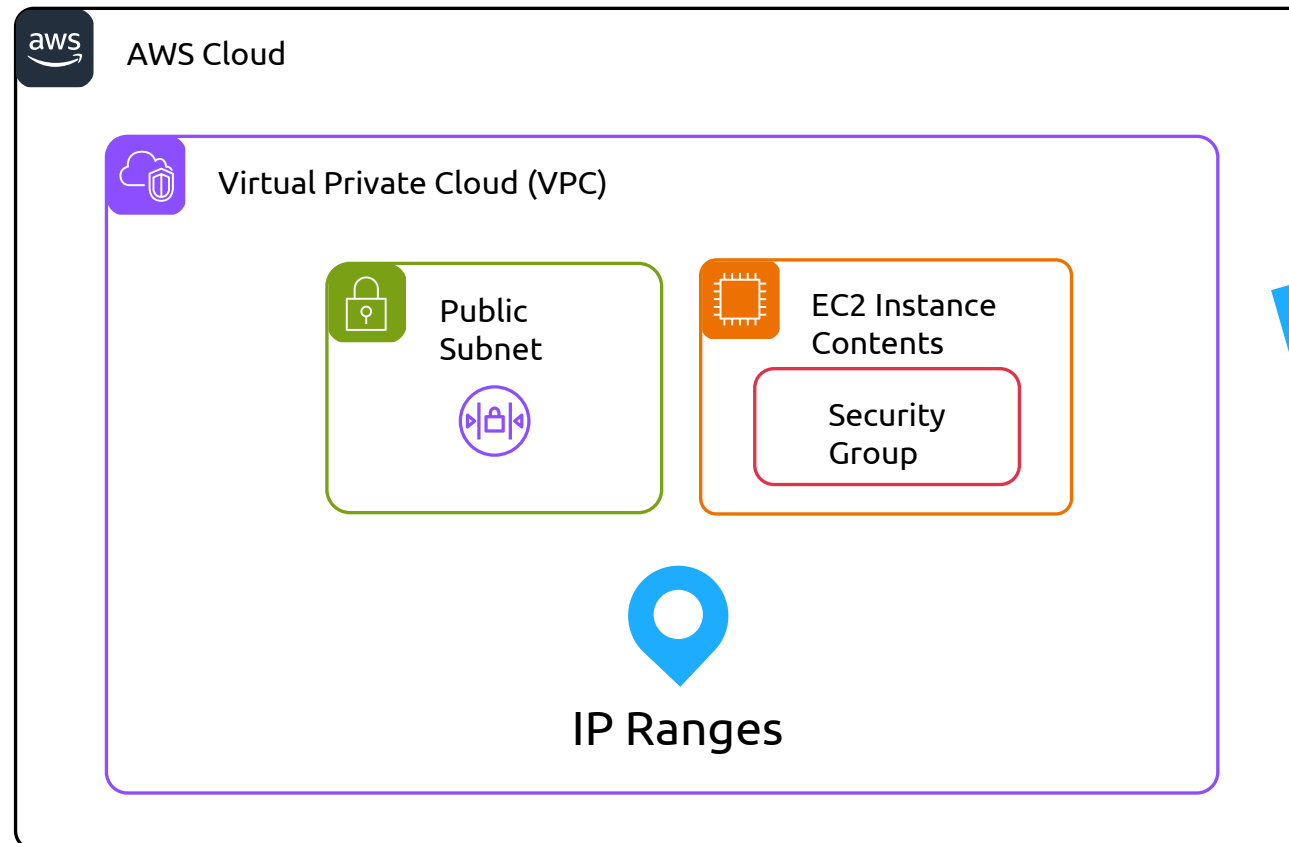 aws
AWS Cloud
Virtual Private Cloud (VPC)
Public
Subnet
EC2 Instance
Contents
Security
Group
IP Ranges